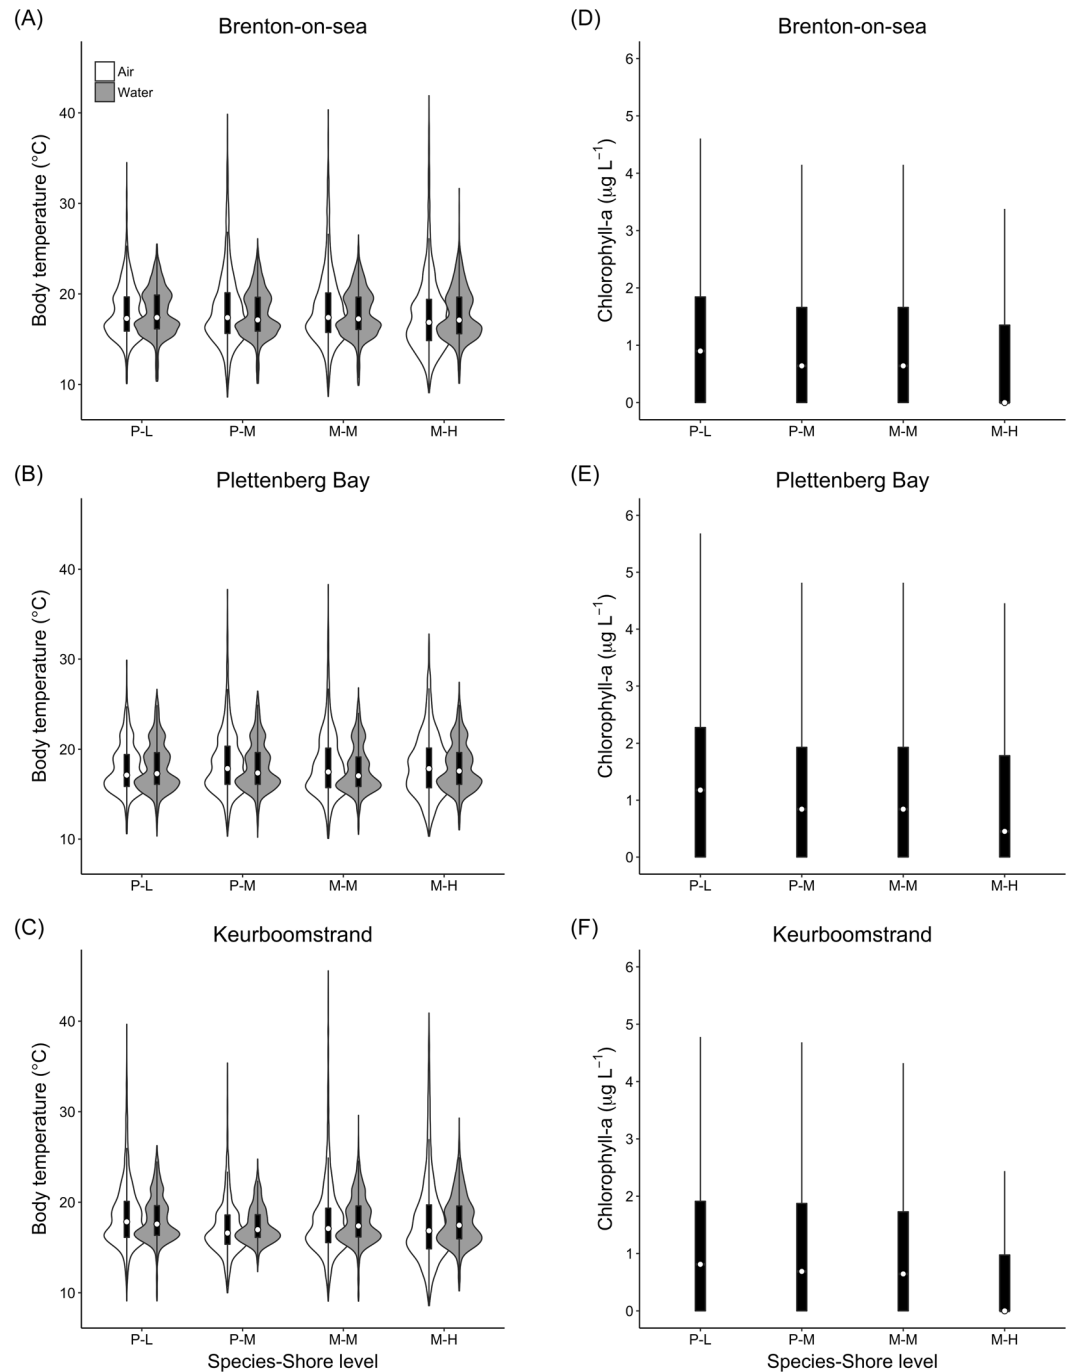 (A)
Brenton-on-sea
Air
Water
Body temperature (°C)
40
30
20
10
P-L P-M M-M M-H
(D)
Brenton-on-sea
Chlorophyll-a (μg L⁻¹)
6
5
4
3
2
1
0
P-L P-M M-M M-H
(B)
Plettenberg Bay
Body temperature (°C)
40
30
20
10
P-L P-M M-M M-H
(E)
Plettenberg Bay
Chlorophyll-a (μg L⁻¹)
6
5
4
3
2
1
0
P-L P-M M-M M-H
(C)
Keurboomstrand
Body temperature (°C)
40
30
20
10
P-L P-M M-M M-H
Species-Shore level
(F)
Keurboomstrand
Chlorophyll-a (μg L⁻¹)
6
5
4
3
2
1
0
P-L P-M M-M M-H
Species-Shore level